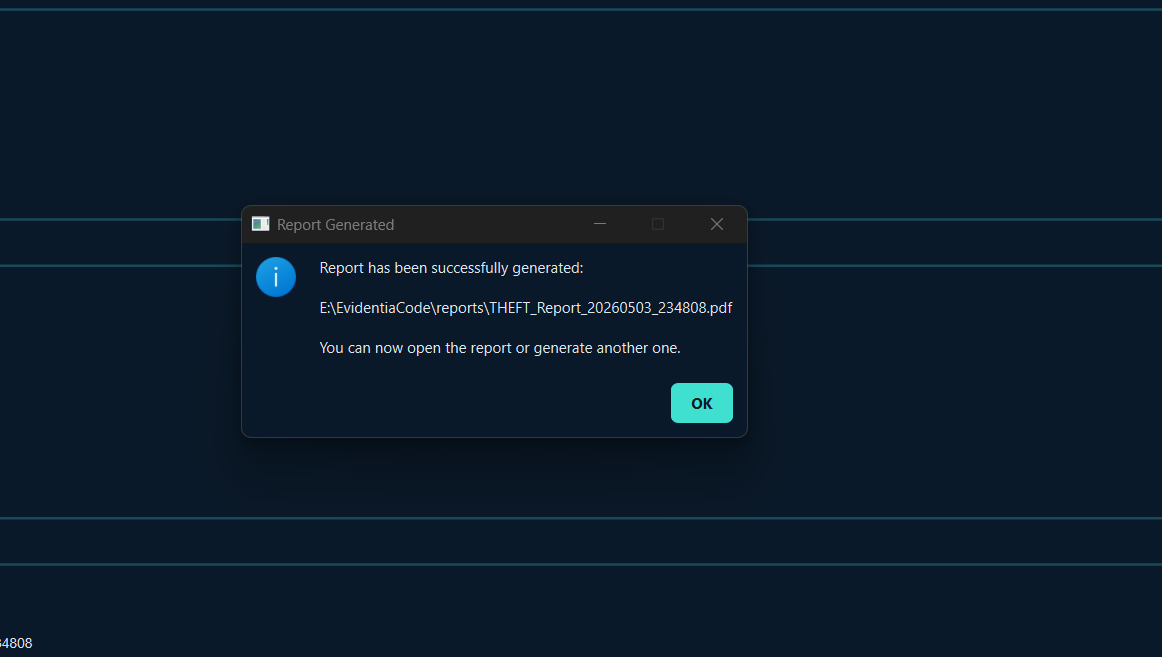 Report Generated
Report has been successfully generated:
E:\EvidentiaCode\reports\THEFT_Report_20260503_234808.pdf
You can now open the report or generate another one.
OK
4808